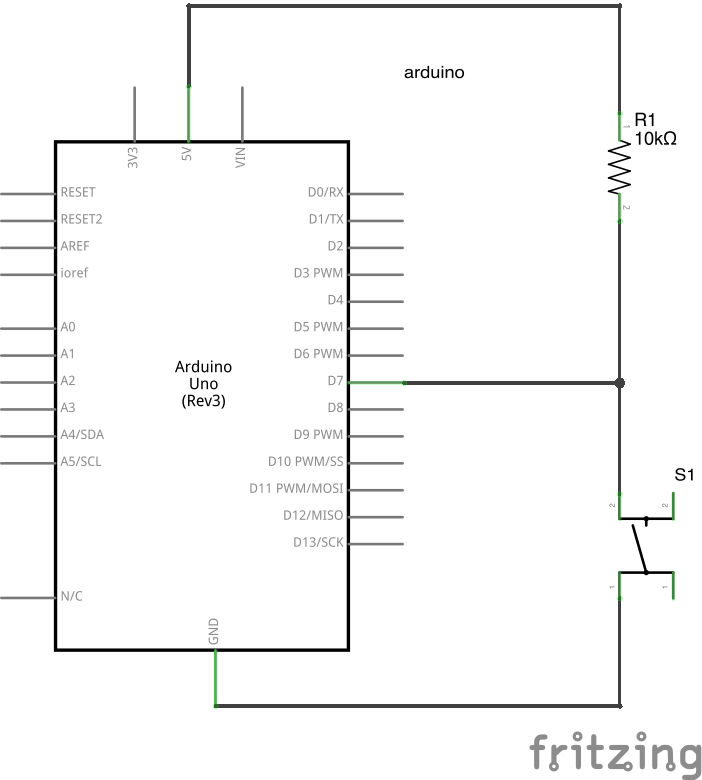 arduino
R1
10kΩ
1
2
3V3
5V
VIN
RESET
RESET2
AREF
ioref
A0
A1
A2
A3
A4/SDA
A5/SCL
N/C
Arduino
Uno
(Rev3)
D0/RX
D1/TX
D2
D3 PWM
D4
D5 PWM
D6 PWM
D7
D8
D9 PWM
D10 PWM/SS
D11 PWM/MOSI
D12/MISO
D13/SCK
GND
S1
2
2
1
1
fritzing